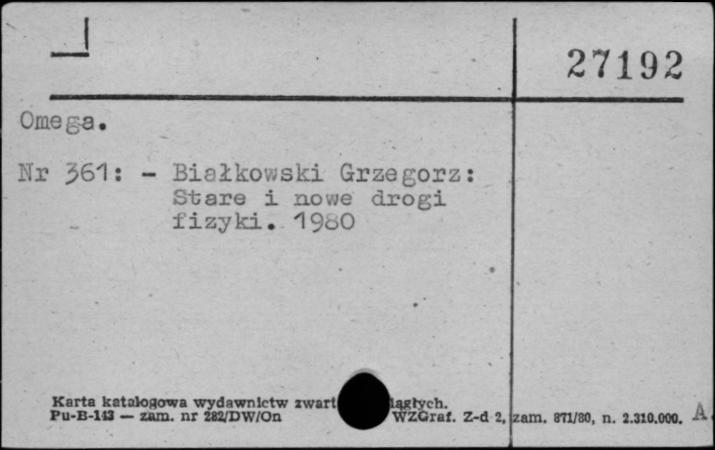 27192
Omega.
Nr 361: - Białkowski Grzegorz:
Stare i nowe drogi
fizyki. 1980
Karta katalogowa wydawnictw zwart iągłych.
Pu-B-143 — zam. nr 282/DW/On WZGraf. Z-d 2, zam. 871/80, n. 2.310.000. A